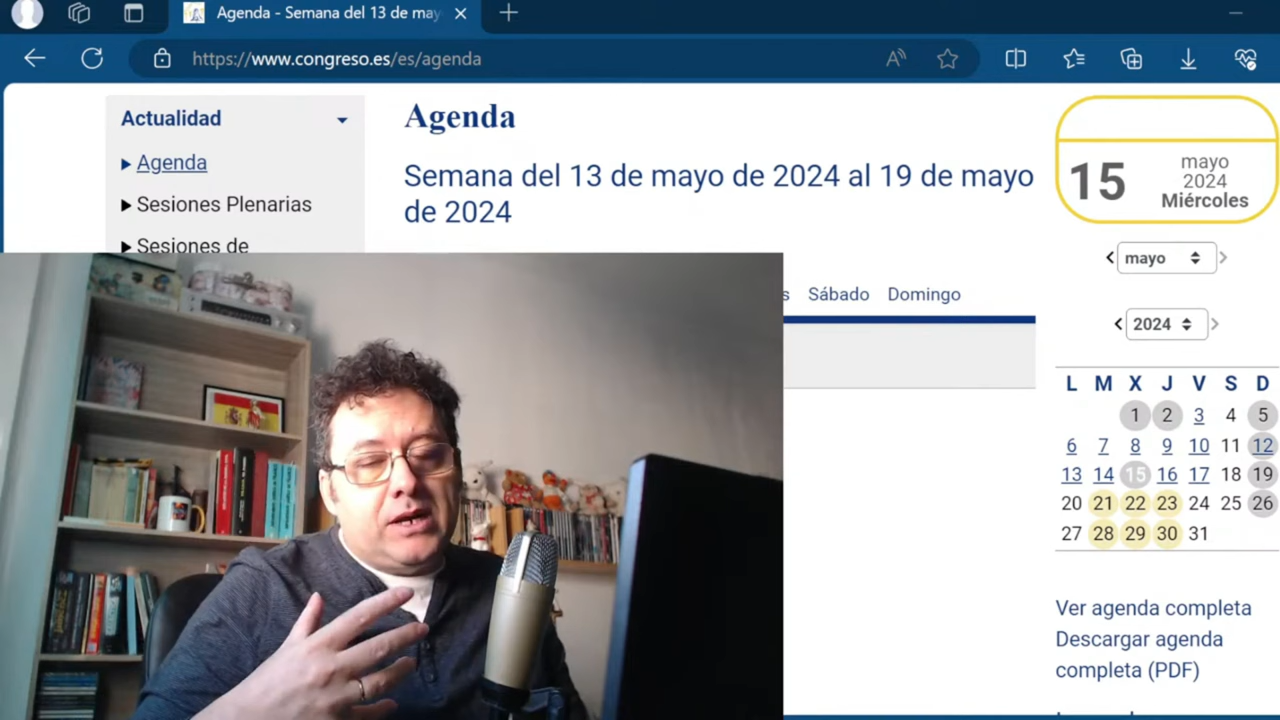 Agenda - Semana del 13 de may
https://www.congreso.es/es/agenda
Actualidad
Agenda
Sesiones Plenarias
Sesiones de
Agenda
Semana del 13 de mayo de 2024 al 19 de mayo
de 2024
s Sábado Domingo
15
mayo
2024
Miércoles
mayo
2024
L M X J V S D
1 2 3 4 5
6 7 8 9 10 11 12
13 14 15 16 17 18 19
20 21 22 23 24 25 26
27 28 29 30 31
Ver agenda completa
Descargar agenda
completa (PDF)